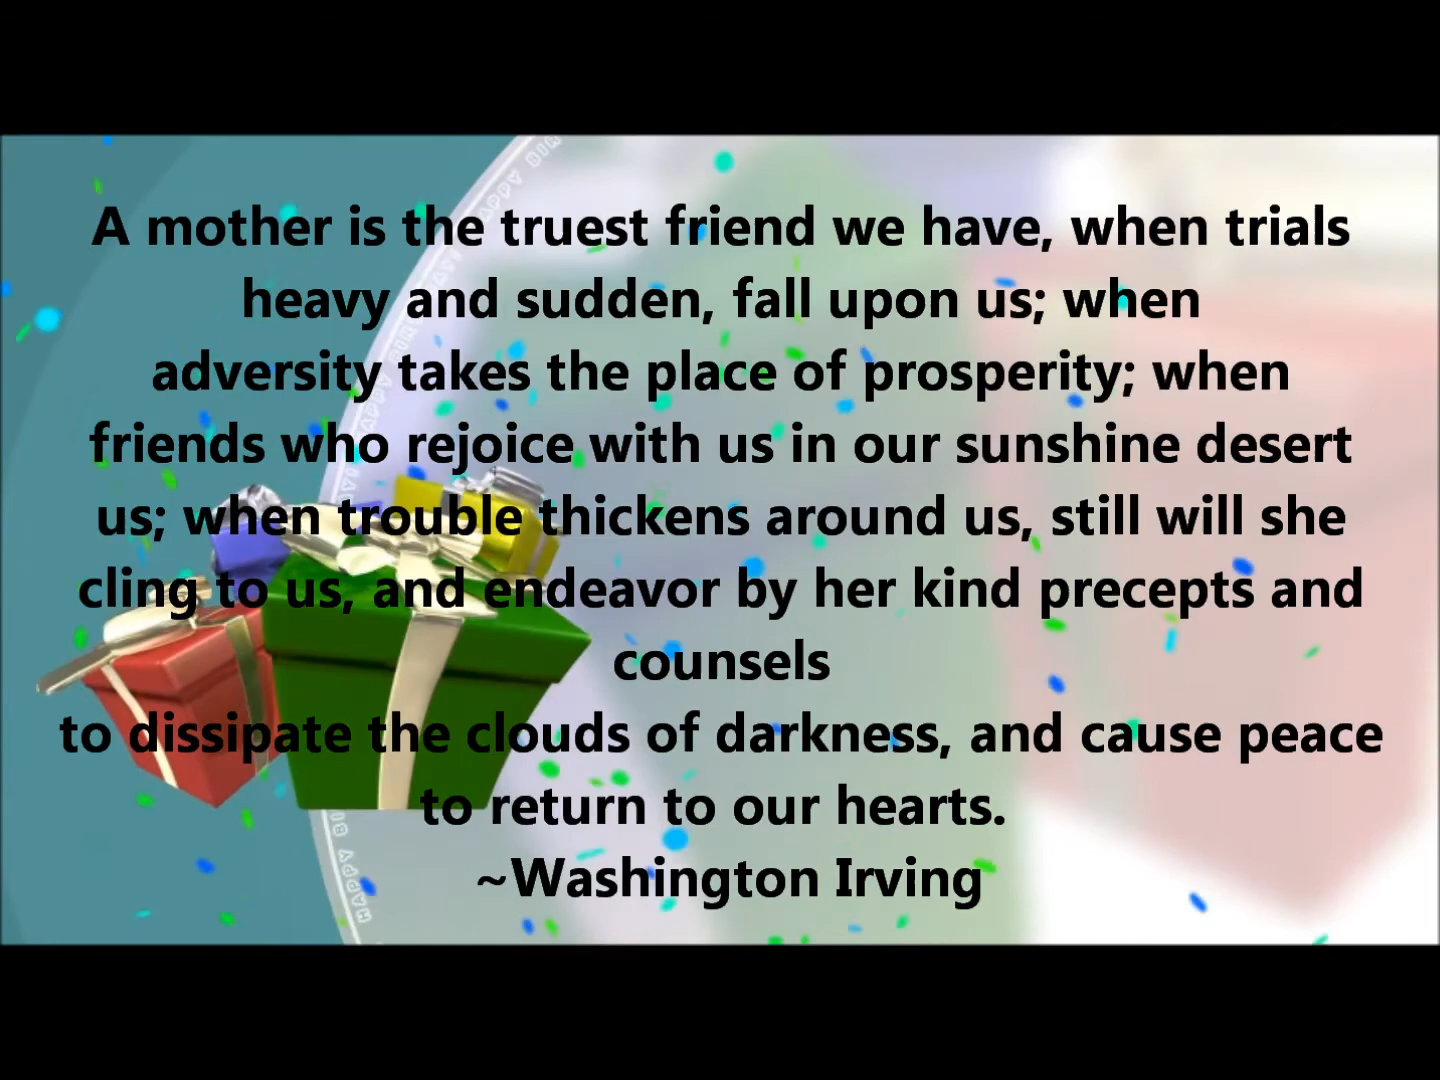 A mother is the truest friend we have, when trials
heavy and sudden, fall upon us; when
adversity takes the place of prosperity; when
friends who rejoice with us in our sunshine desert
us; when trouble thickens around us, still will she
cling to us, and endeavor by her kind precepts and
counsels
to dissipate the clouds of darkness, and cause peace
to return to our hearts.
~Washington Irving